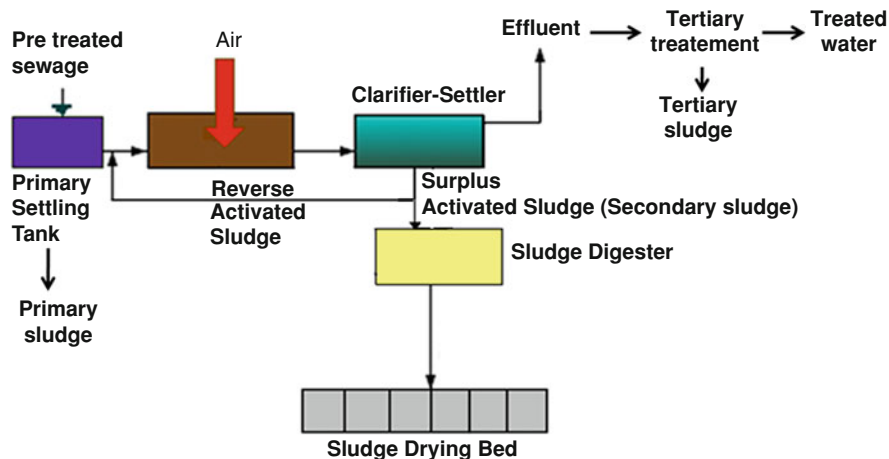 Pre treated
sewage
Air
Effluent
Tertiary
treatement
Treated
water
Tertiary
sludge
Clarifier-Settler
Primary
Settling
Tank
Reverse
Activated
Sludge
Surplus
Activated Sludge (Secondary sludge)
Sludge Digester
Primary
sludge
Sludge Drying Bed